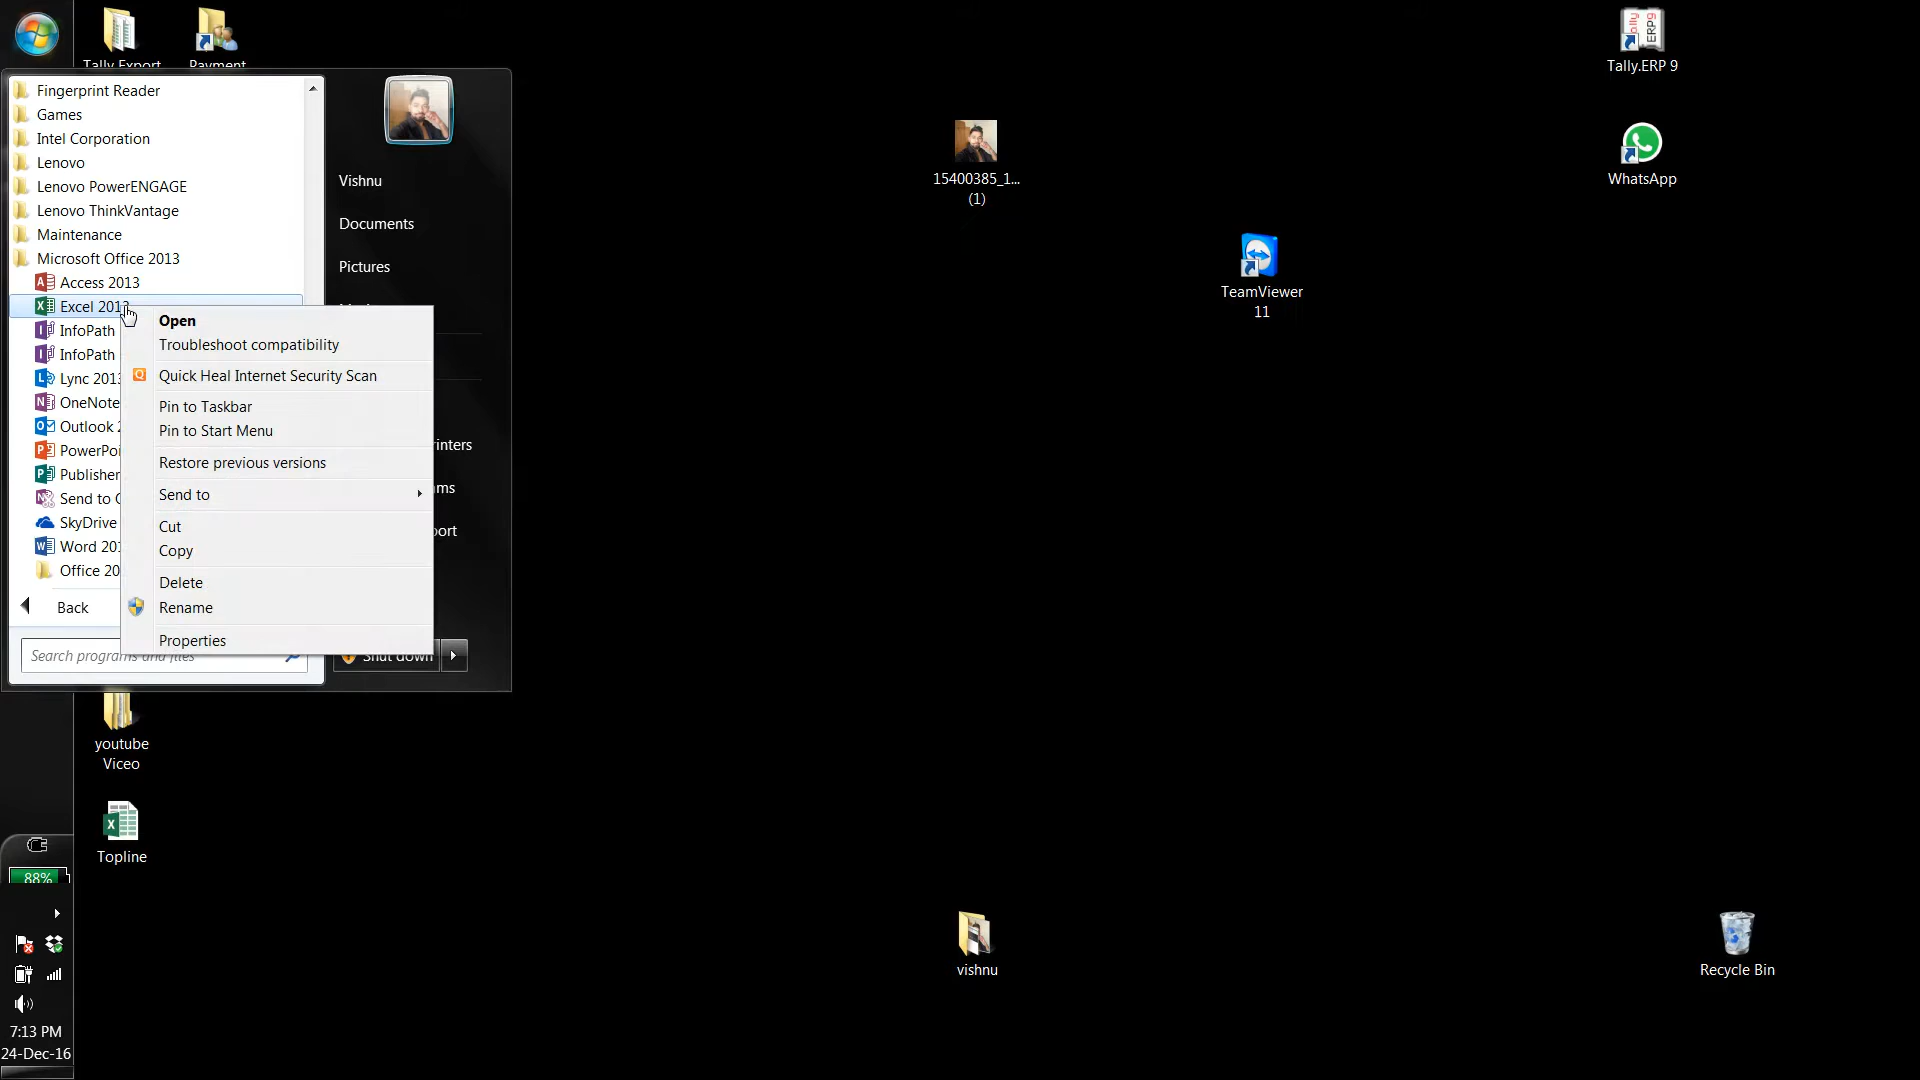 Tally Export
Payment
Tally.ERP 9
Fingerprint Reader
Games
Intel Corporation
Lenovo
Lenovo PowerENGAGE
Lenovo ThinkVantage
Maintenance
Microsoft Office 2013
Access 2013
Excel 2013
InfoPath
InfoPath
Lync 2013
OneNote
Outlook 2
PowerPoi
Publisher
Send to O
SkyDrive
Word 201
Office 20
Back
Search programs and files
Vishnu
Documents
Pictures
rinters
ms
port
Shut down
Open
Troubleshoot compatibility
Quick Heal Internet Security Scan
Pin to Taskbar
Pin to Start Menu
Restore previous versions
Send to
Cut
Copy
Delete
Rename
Properties
15400385_1...
(1)
WhatsApp
TeamViewer
11
youtube
Viceo
Topline
88%
vishnu
Recycle Bin
7:13 PM
24-Dec-16